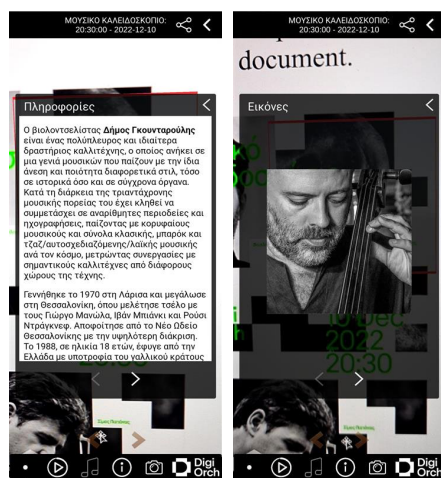 ΜΟΥΣΙΚΟ ΚΑΛΕΙΔΟΣΚΟΠΙΟ:
20:30:00 - 2022-12-10
Πληροφορίες
Ο βιολοντσελίστας Δήμος Γκουνταρούλης
είναι ένας πολύπλευρος και ιδιαίτερα
δραστήριος καλλιτέχνης, ο οποίος ανήκει σε
μια γενιά μουσικών που παίζουν με την ίδια
άνεση και ποιότητα διαφορετικά στιλ, τόσο
σε ιστορικά όσο και σε σύγχρονα όργανα.
Κατά τη διάρκεια της τριαντάχρονης
μουσικής πορείας του έχει κληθεί να
συμμετάσχει σε αναρίθμητες περιοδείες και
ηχογραφήσεις, παίζοντας με κορυφαίους
μουσικούς και σύνολα κλασικής, μπαρόκ και
τζαζ/αυτοσχεδιαζόμενης/λαϊκής μουσικής
ανά τον κόσμο, μετρώντας συνεργασίες με
σημαντικούς καλλιτέχνες από διάφορους
χώρους της τέχνης.
Γεννήθηκε το 1970 στη Λάρισα και μεγάλωσε
στη Θεσσαλονίκη, όπου μελέτησε τσέλο με
τους Γιώργο Μανώλα, Ιβάν Μπιάνκι και Ρούσι
Ντράγκνεφ. Αποφοίτησε από το Νέο Ωδείο
Θεσσαλονίκης με την υψηλότερη διάκριση.
Το 1988, σε ηλικία 18 ετών, έφυγε από την
Ελλάδα με υποτροφία του γαλλικού κράτους
20:30
Digi
Orch
ΜΟΥΣΙΚΟ ΚΑΛΕΙΔΟΣΚΟΠΙΟ:
20:30:00 - 2022-12-10
document.
Εικόνες
10 Dec
2022
20:30
Digi
Orch